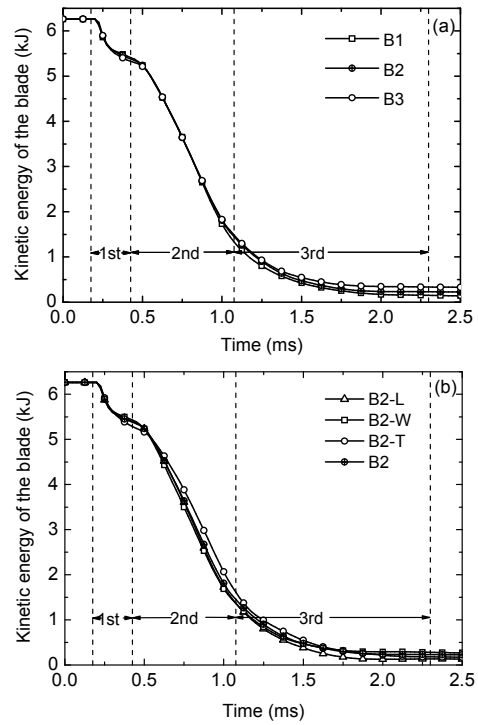 (a)
Kinetic energy of the blade (kJ)
6
5
4
3
2
1
0
B1
B2
B3
1st
2nd
3rd
0.0 0.5 1.0 1.5 2.0 2.5
Time (ms)
(b)
Kinetic energy of the blade (kJ)
6
5
4
3
2
1
0
B2-L
B2-W
B2-T
B2
1st
2nd
3rd
0.0 0.5 1.0 1.5 2.0 2.5
Time (ms)